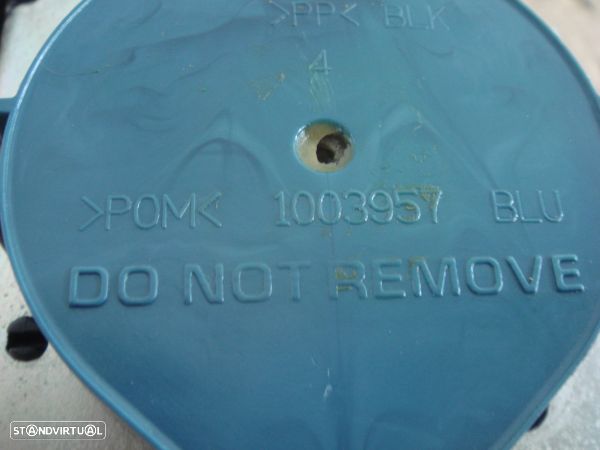 >PP< BLK
4
>POM< 1003957 BLU
DO NOT REMOVE
STANDVIRTUAL